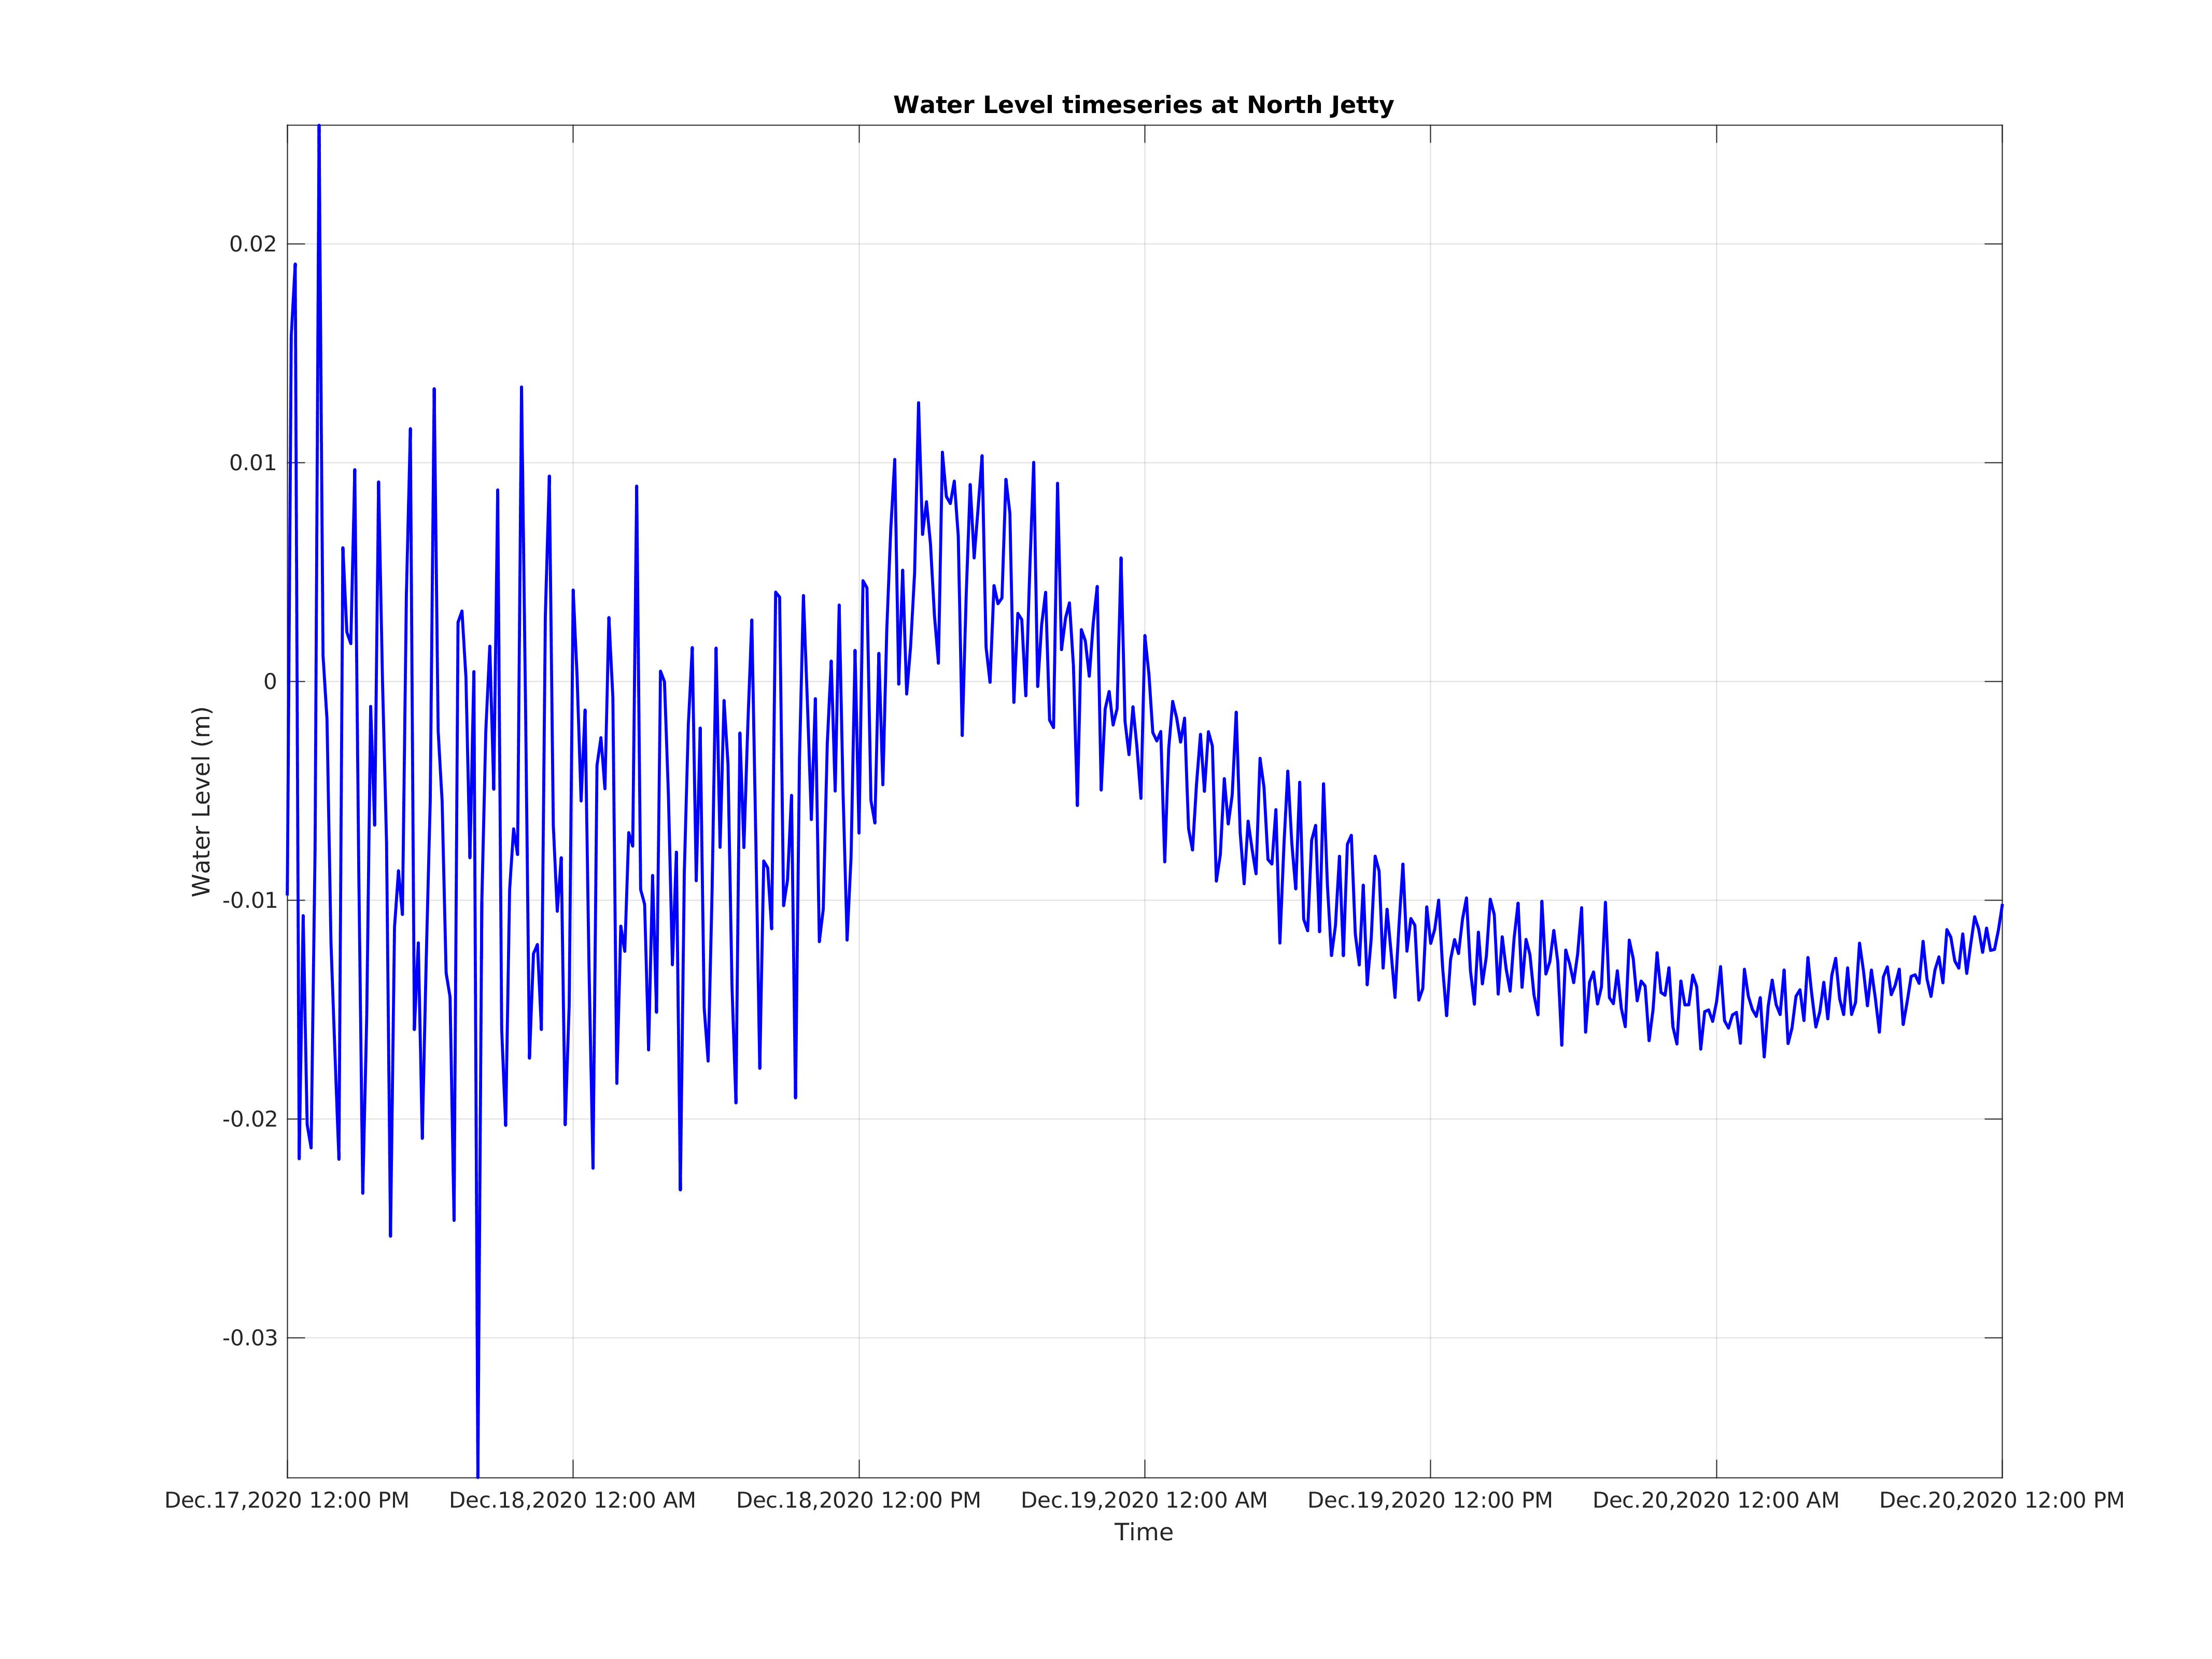 Water Level timeseries at North Jetty
0.02
0.01
0
-0.01
-0.02
-0.03
Water Level (m)
Dec.17,2020 12:00 PM Dec.18,2020 12:00 AM Dec.18,2020 12:00 PM Dec.19,2020 12:00 AM Dec.19,2020 12:00 PM Dec.20,2020 12:00 AM Dec.20,2020 12:00 PM
Time